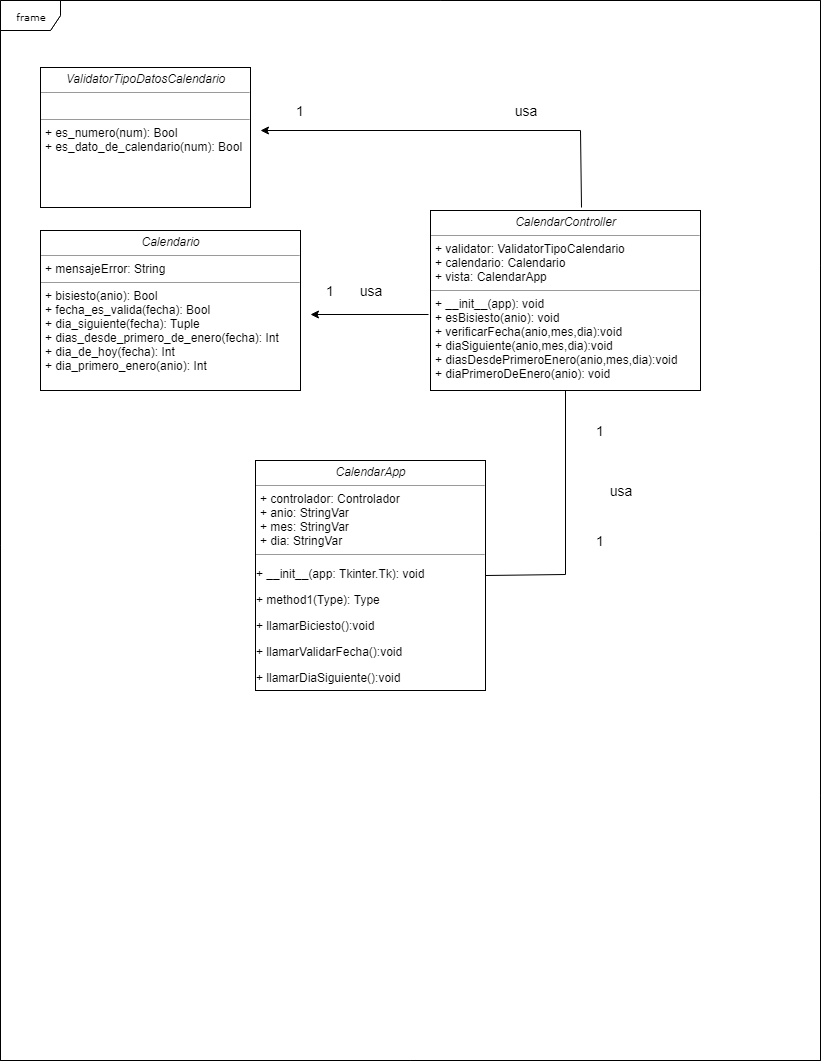 frame
ValidatorTipoDatosCalendario
+ es_numero(num): Bool
+ es_dato_de_calendario(num): Bool
1
usa
Calendario
+ mensajeError: String
+ bisiesto(anio): Bool
+ fecha_es_valida(fecha): Bool
+ dia_siguiente(fecha): Tuple
+ dias_desde_primero_de_enero(fecha): Int
+ dia_de_hoy(fecha): Int
+ dia_primero_enero(anio): Int
1
usa
CalendarController
+ validator: ValidatorTipoCalendario
+ calendario: Calendario
+ vista: CalendarApp
+ __init__(app): void
+ esBisiesto(anio): void
+ verificarFecha(anio,mes,dia):void
+ diaSiguiente(anio,mes,dia):void
+ diasDesdePrimeroEnero(anio,mes,dia):void
+ diaPrimeroDeEnero(anio): void
1
usa
1
CalendarApp
+ controlador: Controlador
+ anio: StringVar
+ mes: StringVar
+ dia: StringVar
+ __init__(app: Tkinter.Tk): void
+ method1(Type): Type
+ llamarBiciesto():void
+ llamarValidarFecha():void
+ llamarDiaSiguiente():void